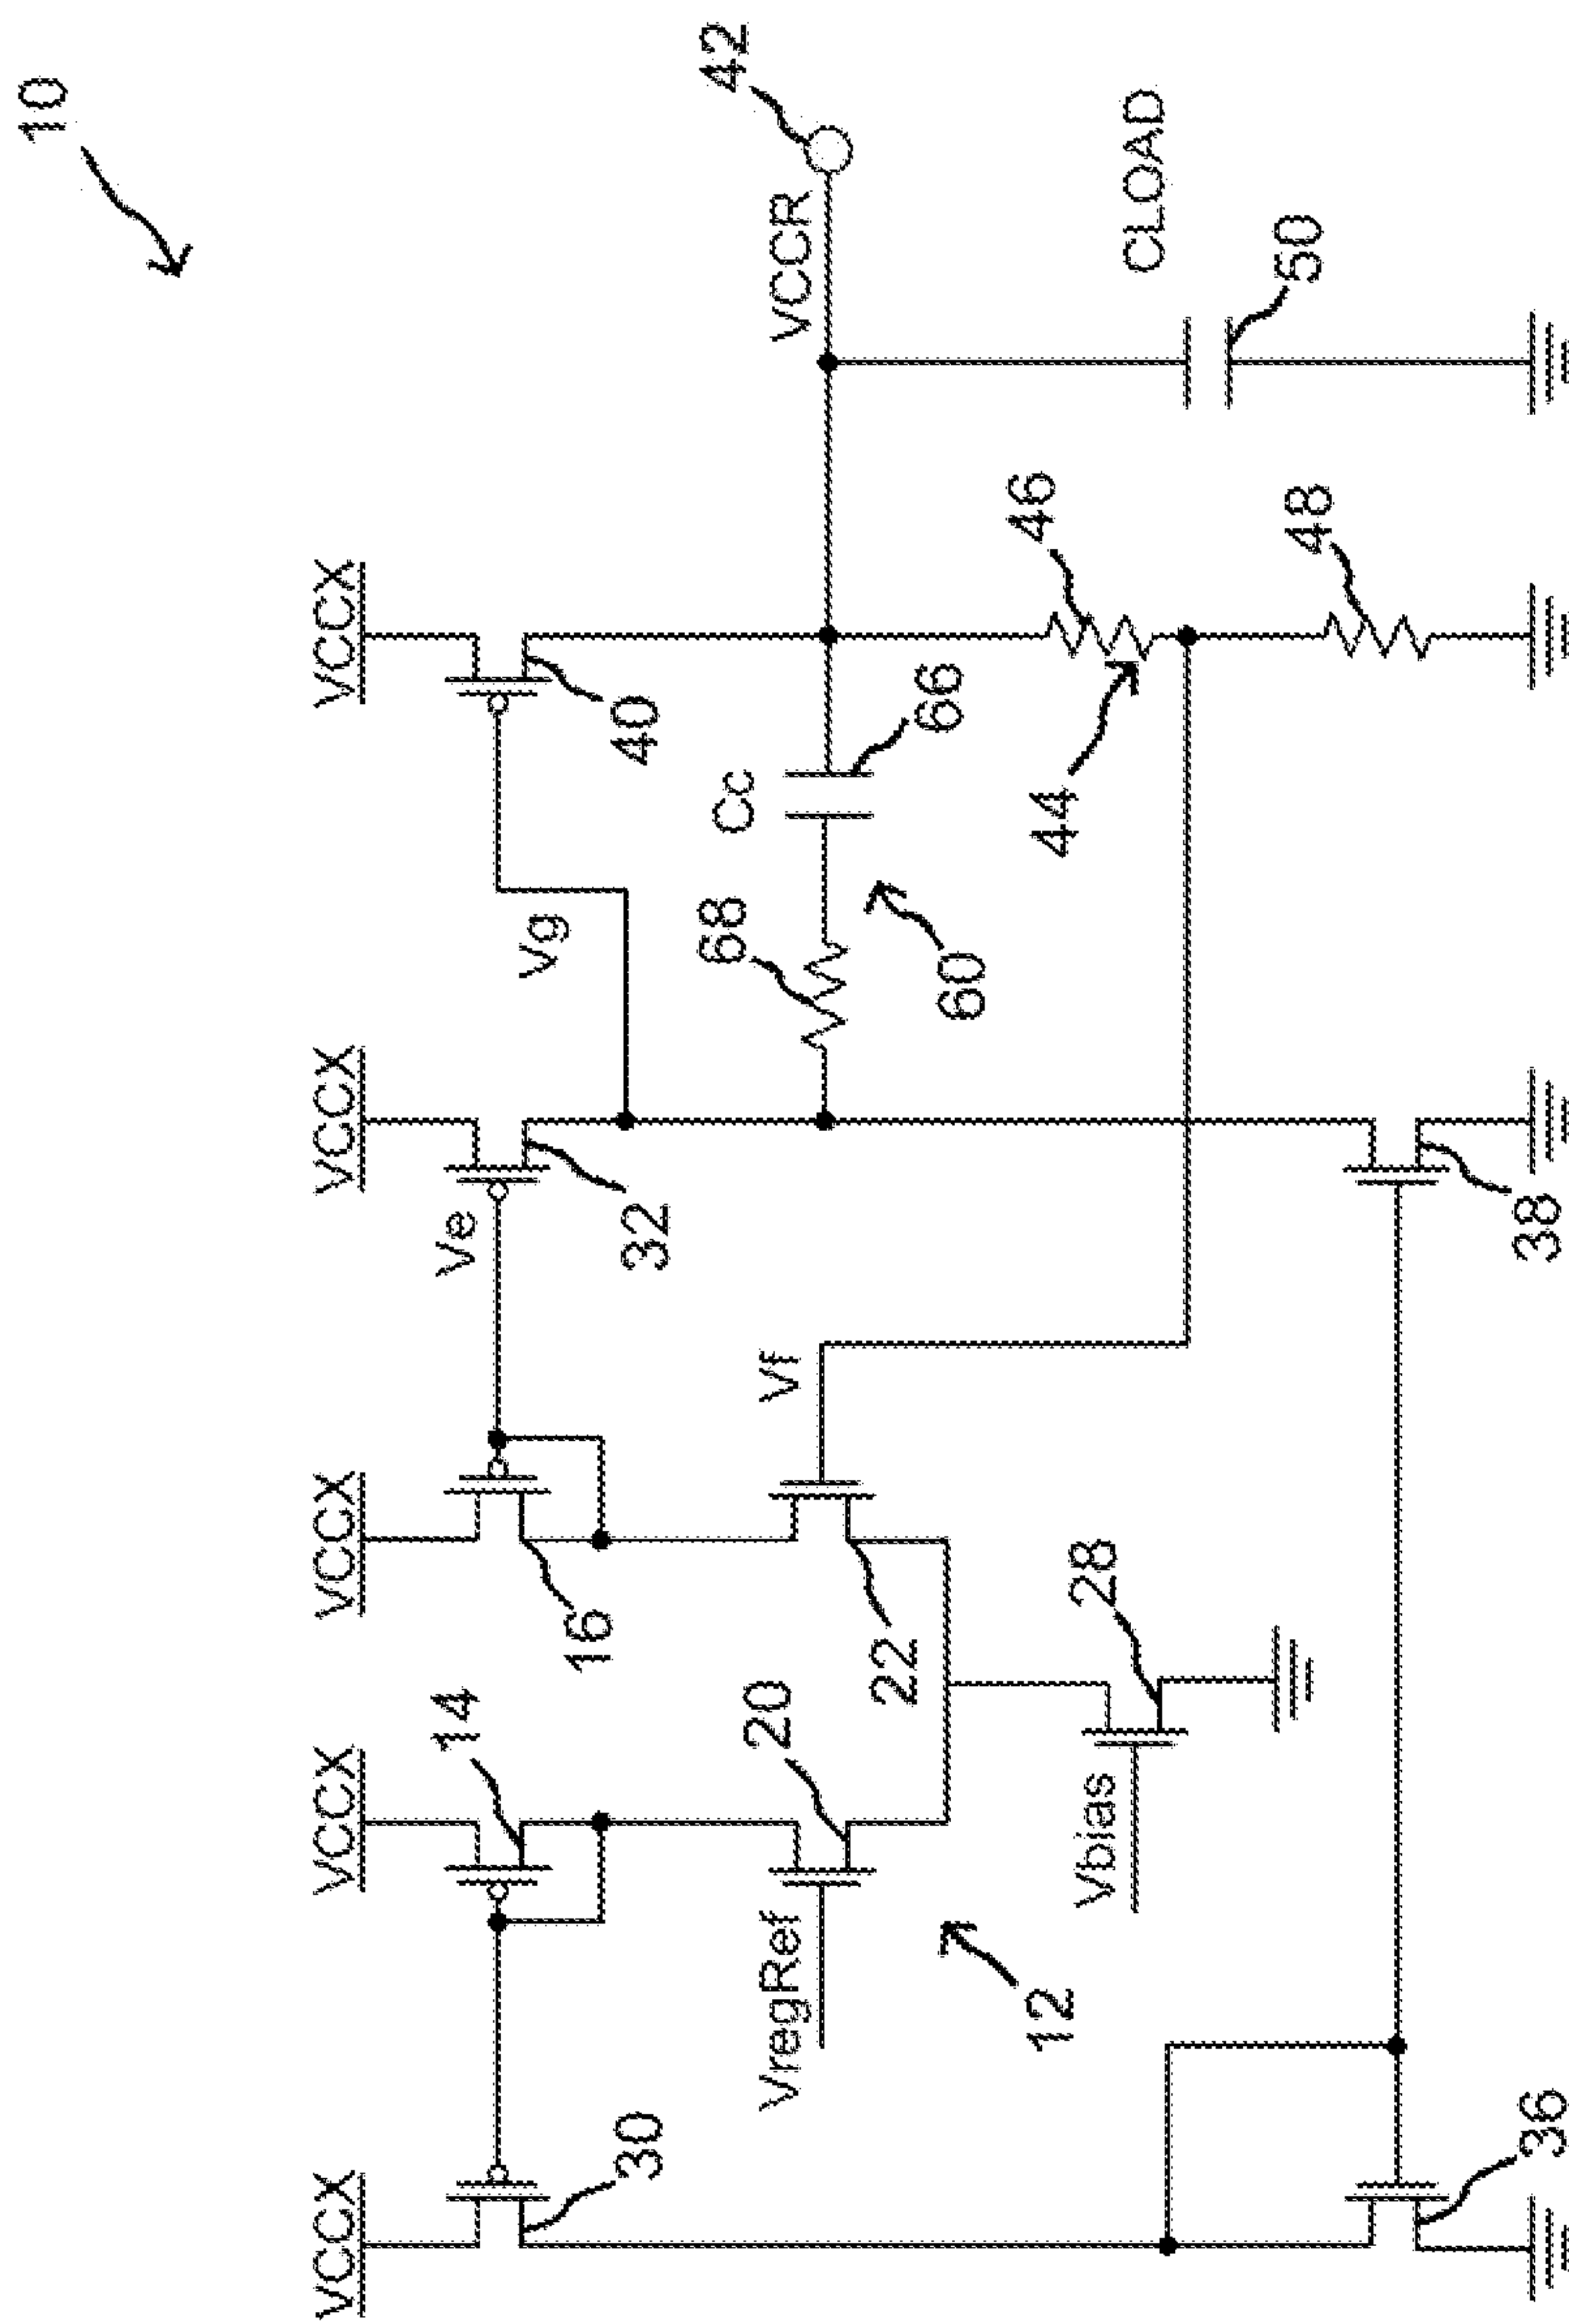 10
VCCX
VCCX
VCCX
VCCX
VCCX
14
16
Ve
Vg
30
32
40
VregRef
20
22
Vf
68
Cc
66
VCCR
42
12
Vbias
28
60
44
46
CLOAD
36
38
48
50